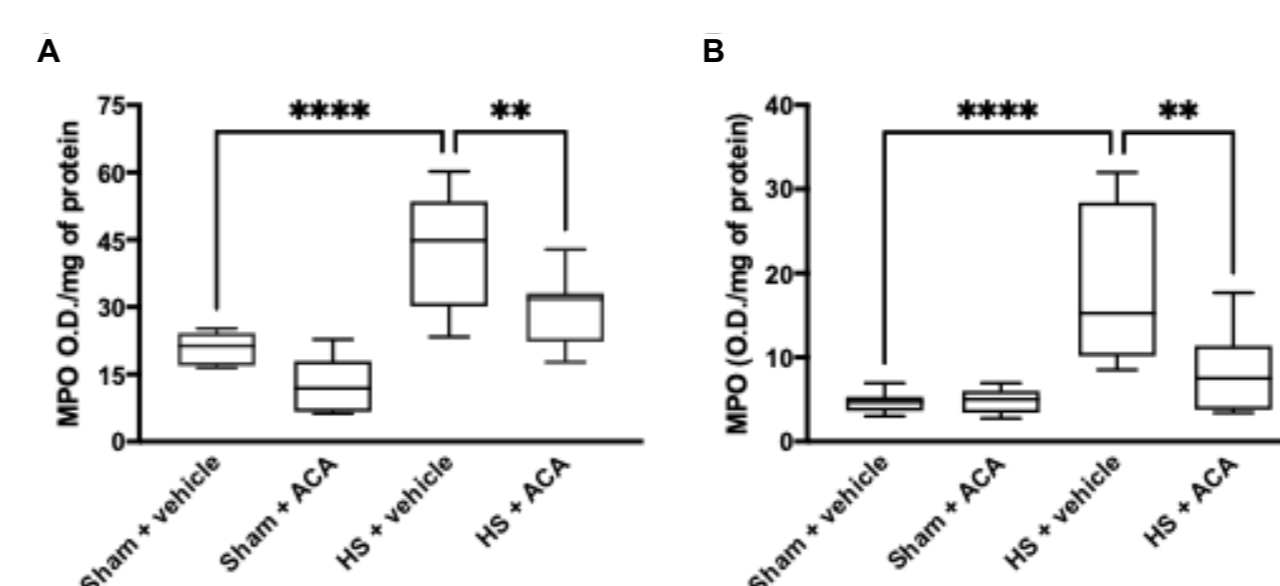 A
MPO O.D./mg of protein
75
60
45
30
15
0
**** **
Sham + vehicle
Sham + ACA
HS + vehicle
HS + ACA
B
MPO (O.D./mg of protein)
40
30
20
10
0
**** **
Sham + vehicle
Sham + ACA
HS + vehicle
HS + ACA